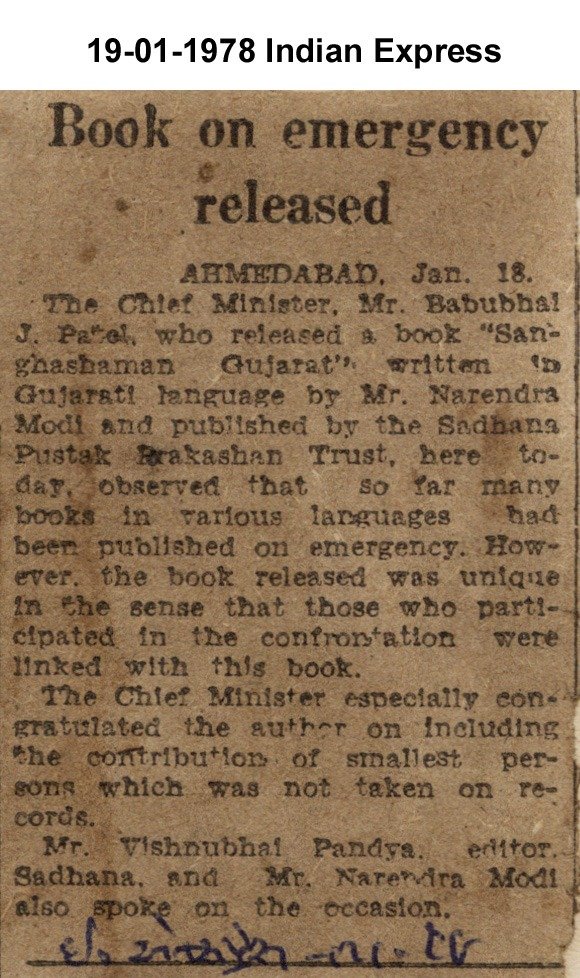 19-01-1978 Indian Express
Book on emergency
released
AHMEDABAD, Jan. 18.
The Chief Minister, Mr. Babubhai
J. Patel, who released a book "San-
ghashaman Gujarat", written in
Gujarati language by Mr. Narendra
Modi and published by the Sadhana
Pustak Prakashan Trust, here to-
day, observed that so far many
books in various languages had
been published on emergency. How-
ever, the book released was unique
in the sense that those who parti-
cipated in the confrontation were
linked with this book.
The Chief Minister especially con-
gratulated the author on including
the contribution of smallest per-
sons which was not taken on re-
cords.
Mr. Vishnubhai Pandya, editor,
Sadhana, and Mr. Narendra Modi
also spoke on the occasion.